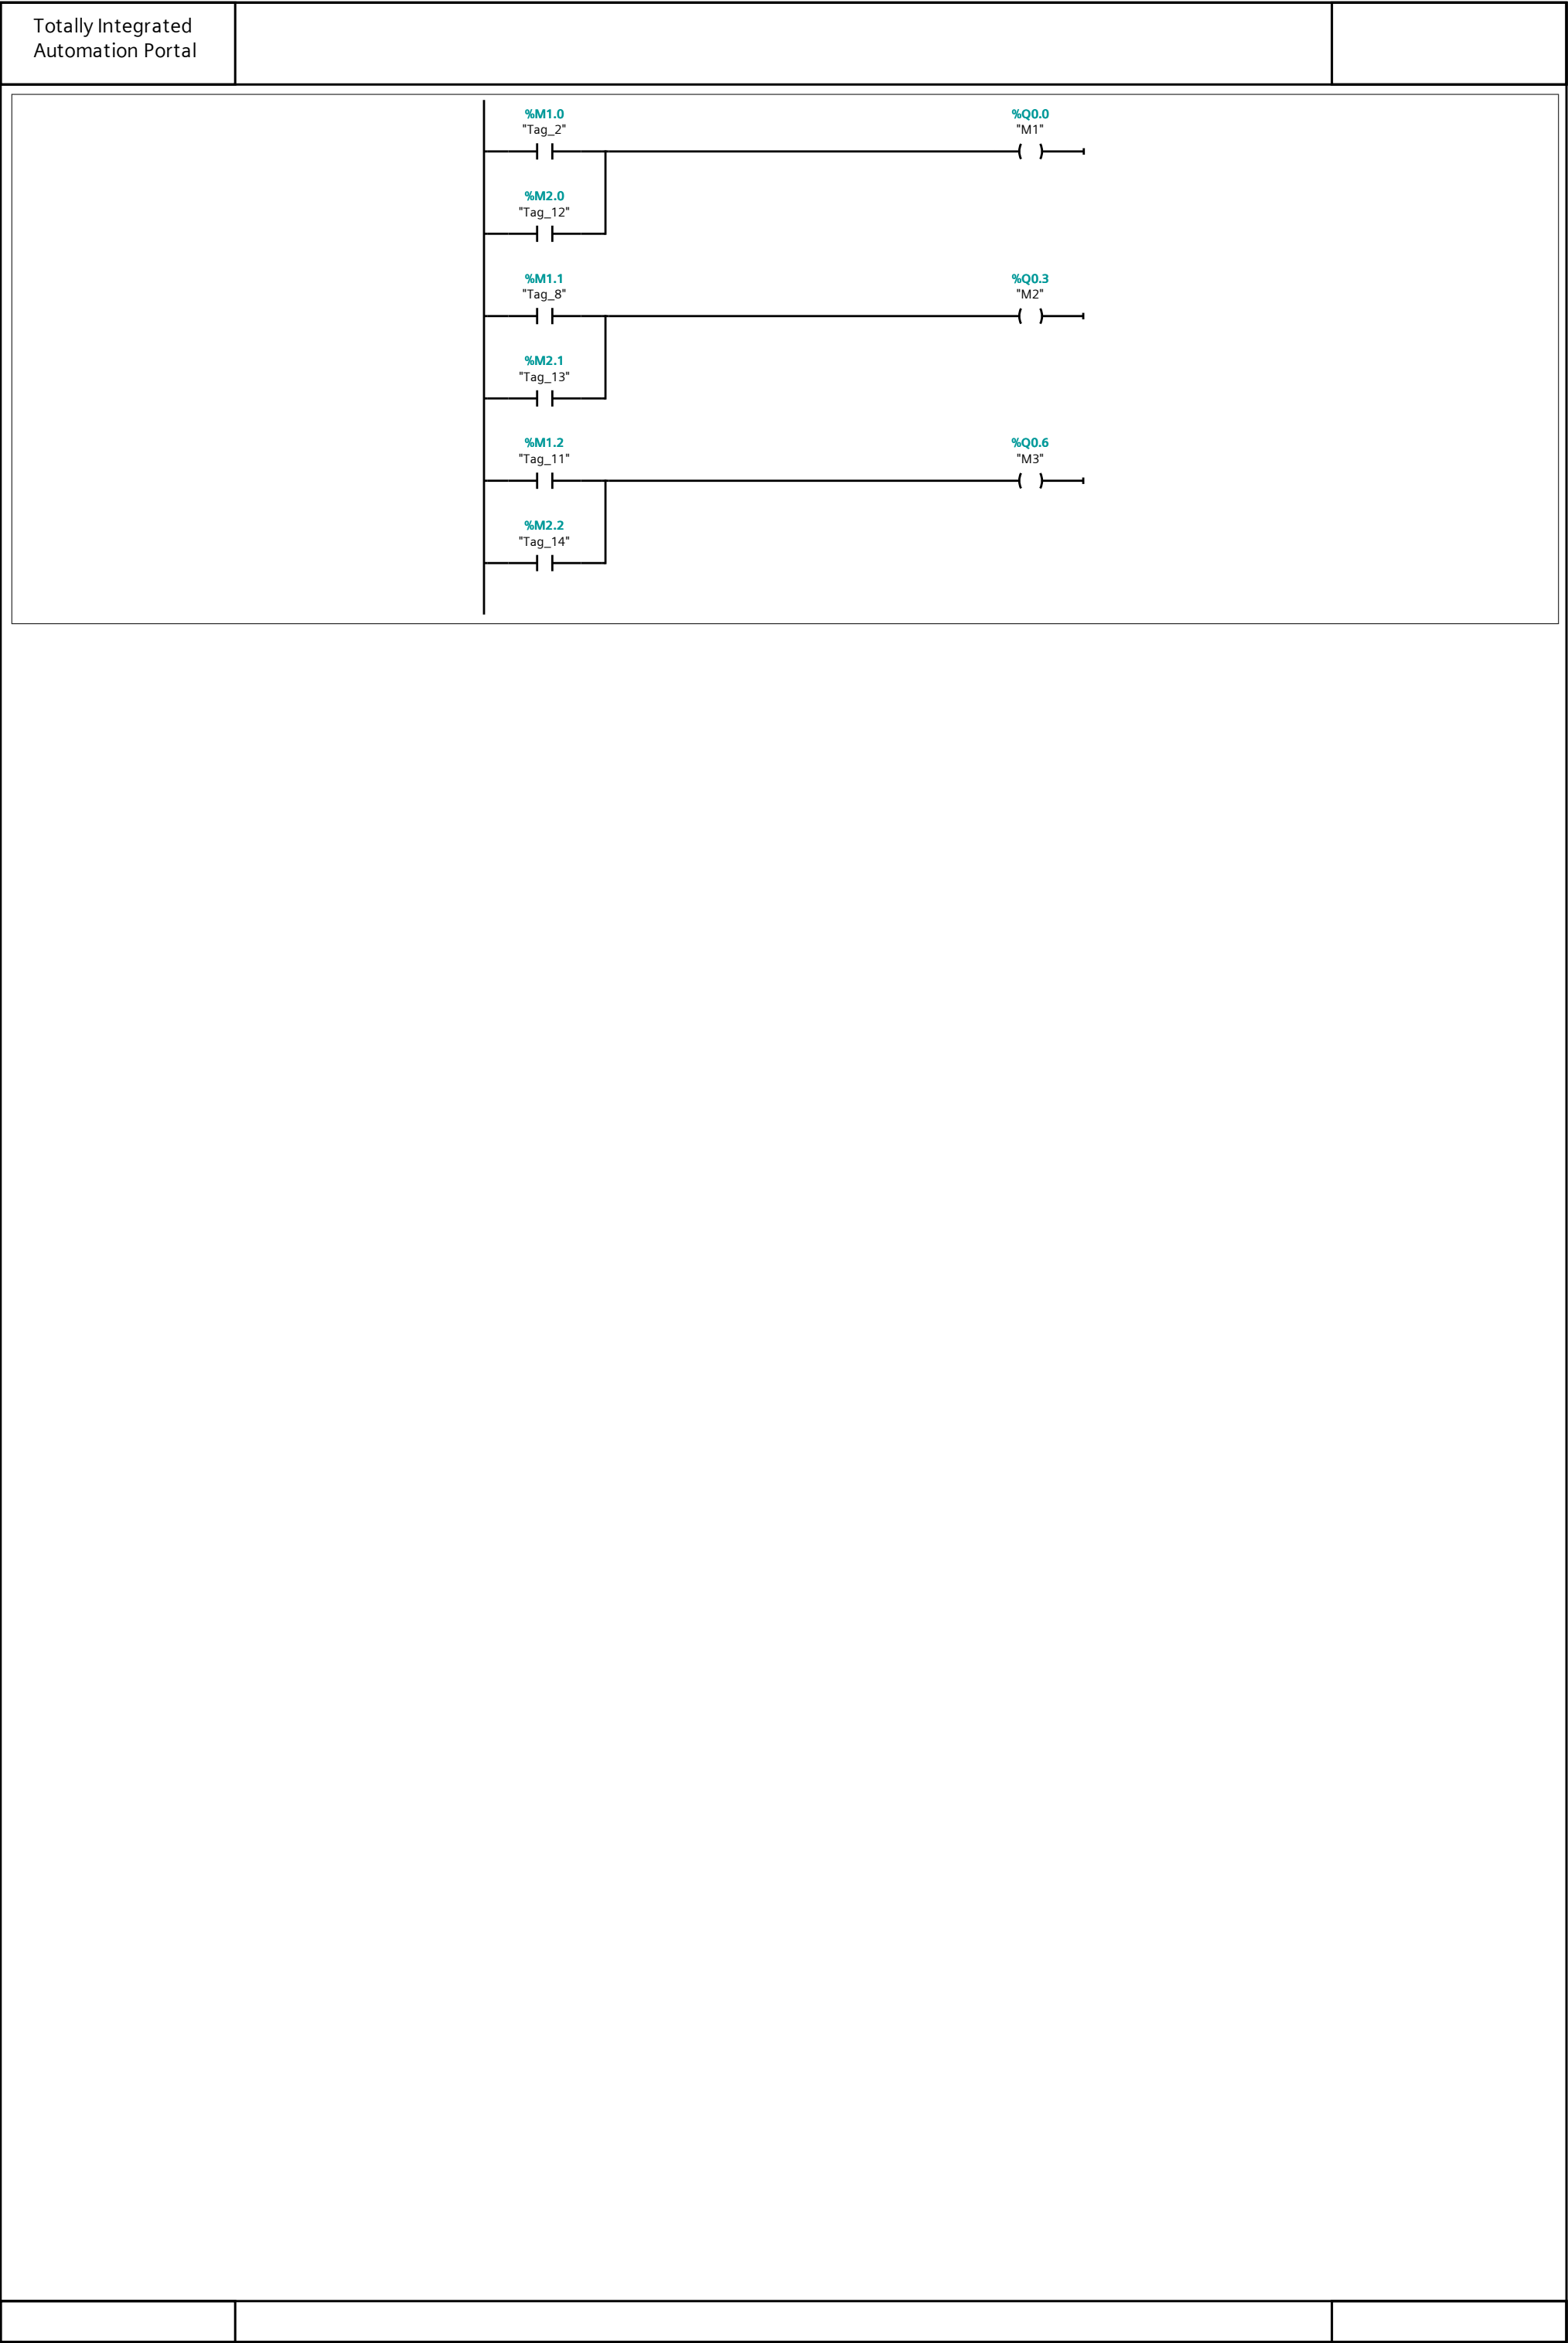 Totally Integrated
Automation Portal
%M1.0
"Tag_2"
%Q0.0
"M1"
%M2.0
"Tag_12"
%M1.1
"Tag_8"
%Q0.3
"M2"
%M2.1
"Tag_13"
%M1.2
"Tag_11"
%Q0.6
"M3"
%M2.2
"Tag_14"